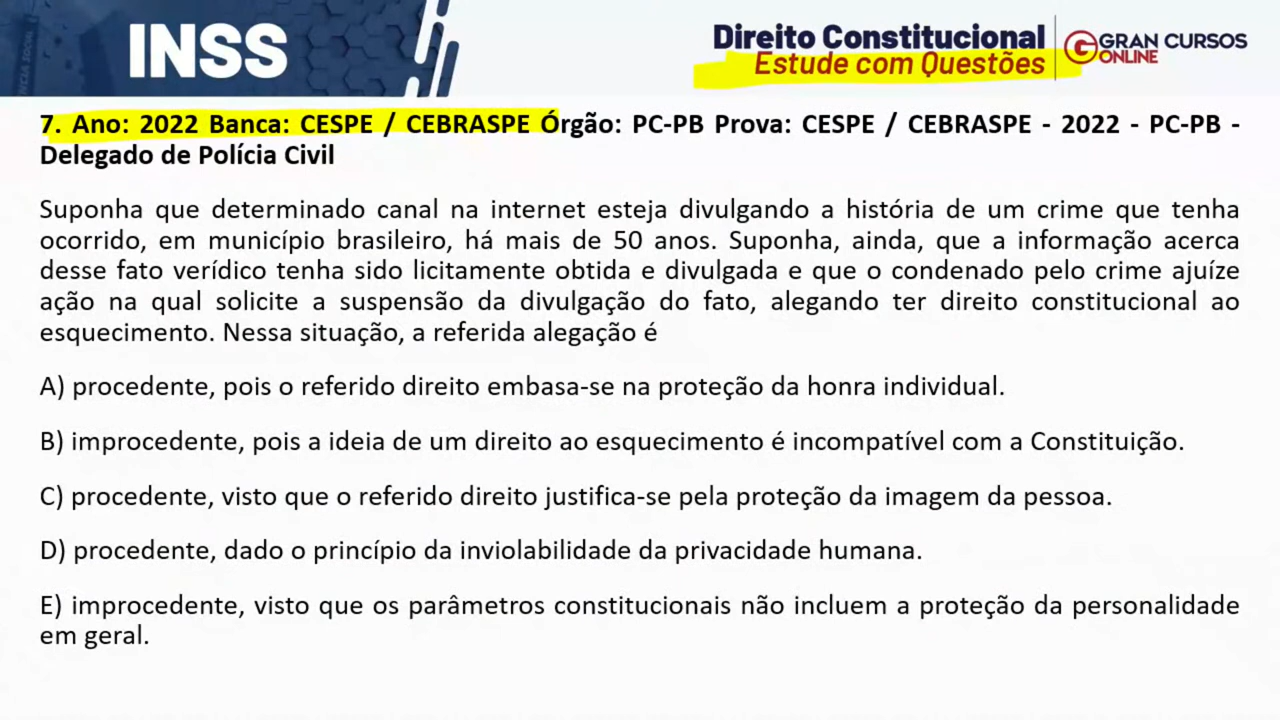 INSS
Direito Constitucional
Estude com Questões
GRAN CURSOS
ONLINE
7. Ano: 2022 Banca: CESPE / CEBRASPE Órgão: PC-PB Prova: CESPE / CEBRASPE - 2022 - PC-PB -
Delegado de Polícia Civil
Suponha que determinado canal na internet esteja divulgando a história de um crime que tenha
ocorrido, em município brasileiro, há mais de 50 anos. Suponha, ainda, que a informação acerca
desse fato verídico tenha sido licitamente obtida e divulgada e que o condenado pelo crime ajuíze
ação na qual solicite a suspensão da divulgação do fato, alegando ter direito constitucional ao
esquecimento. Nessa situação, a referida alegação é
A) procedente, pois o referido direito embasa-se na proteção da honra individual.
B) improcedente, pois a ideia de um direito ao esquecimento é incompatível com a Constituição.
C) procedente, visto que o referido direito justifica-se pela proteção da imagem da pessoa.
D) procedente, dado o princípio da inviolabilidade da privacidade humana.
E) improcedente, visto que os parâmetros constitucionais não incluem a proteção da personalidade
em geral.